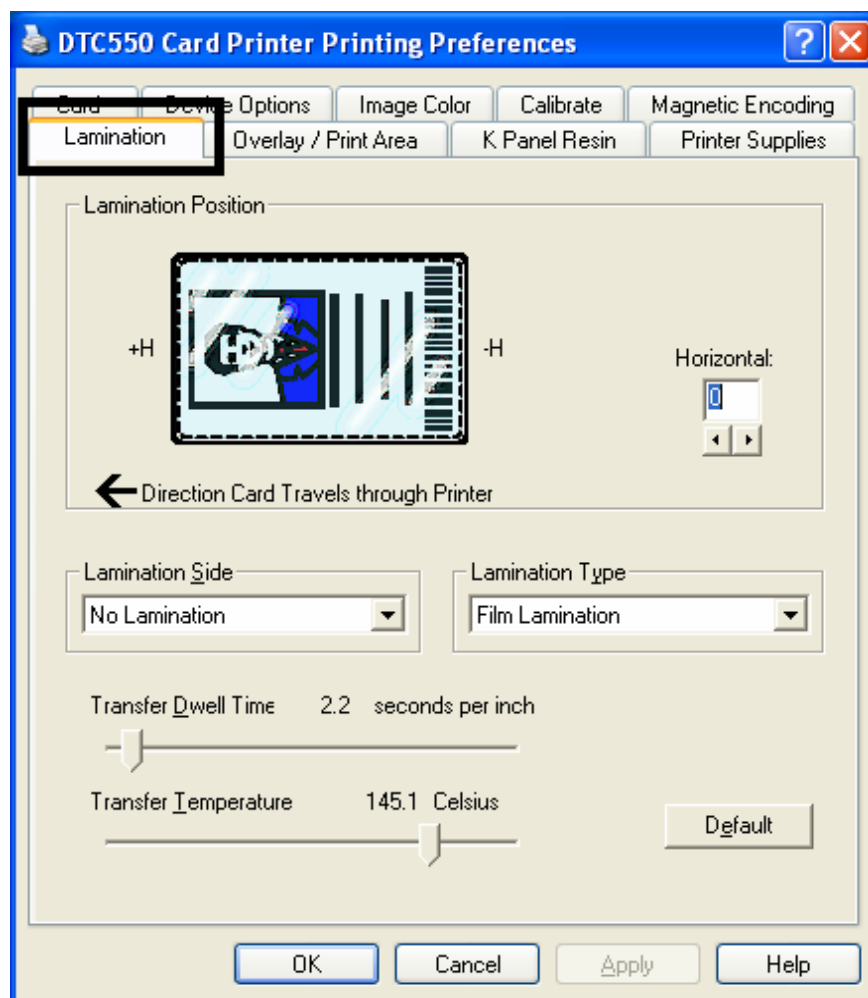 DTC550 Card Printer Printing Preferences
Card Device Options Image Color Calibrate Magnetic Encoding
Lamination Overlay / Print Area K Panel Resin Printer Supplies
Lamination Position
+H
-H
Horizontal:
0
Direction Card Travels through Printer
Lamination Side
No Lamination
Lamination Type
Film Lamination
Transfer Dwell Time 2.2 seconds per inch
Transfer Temperature 145.1 Celsius
Default
OK Cancel Apply Help